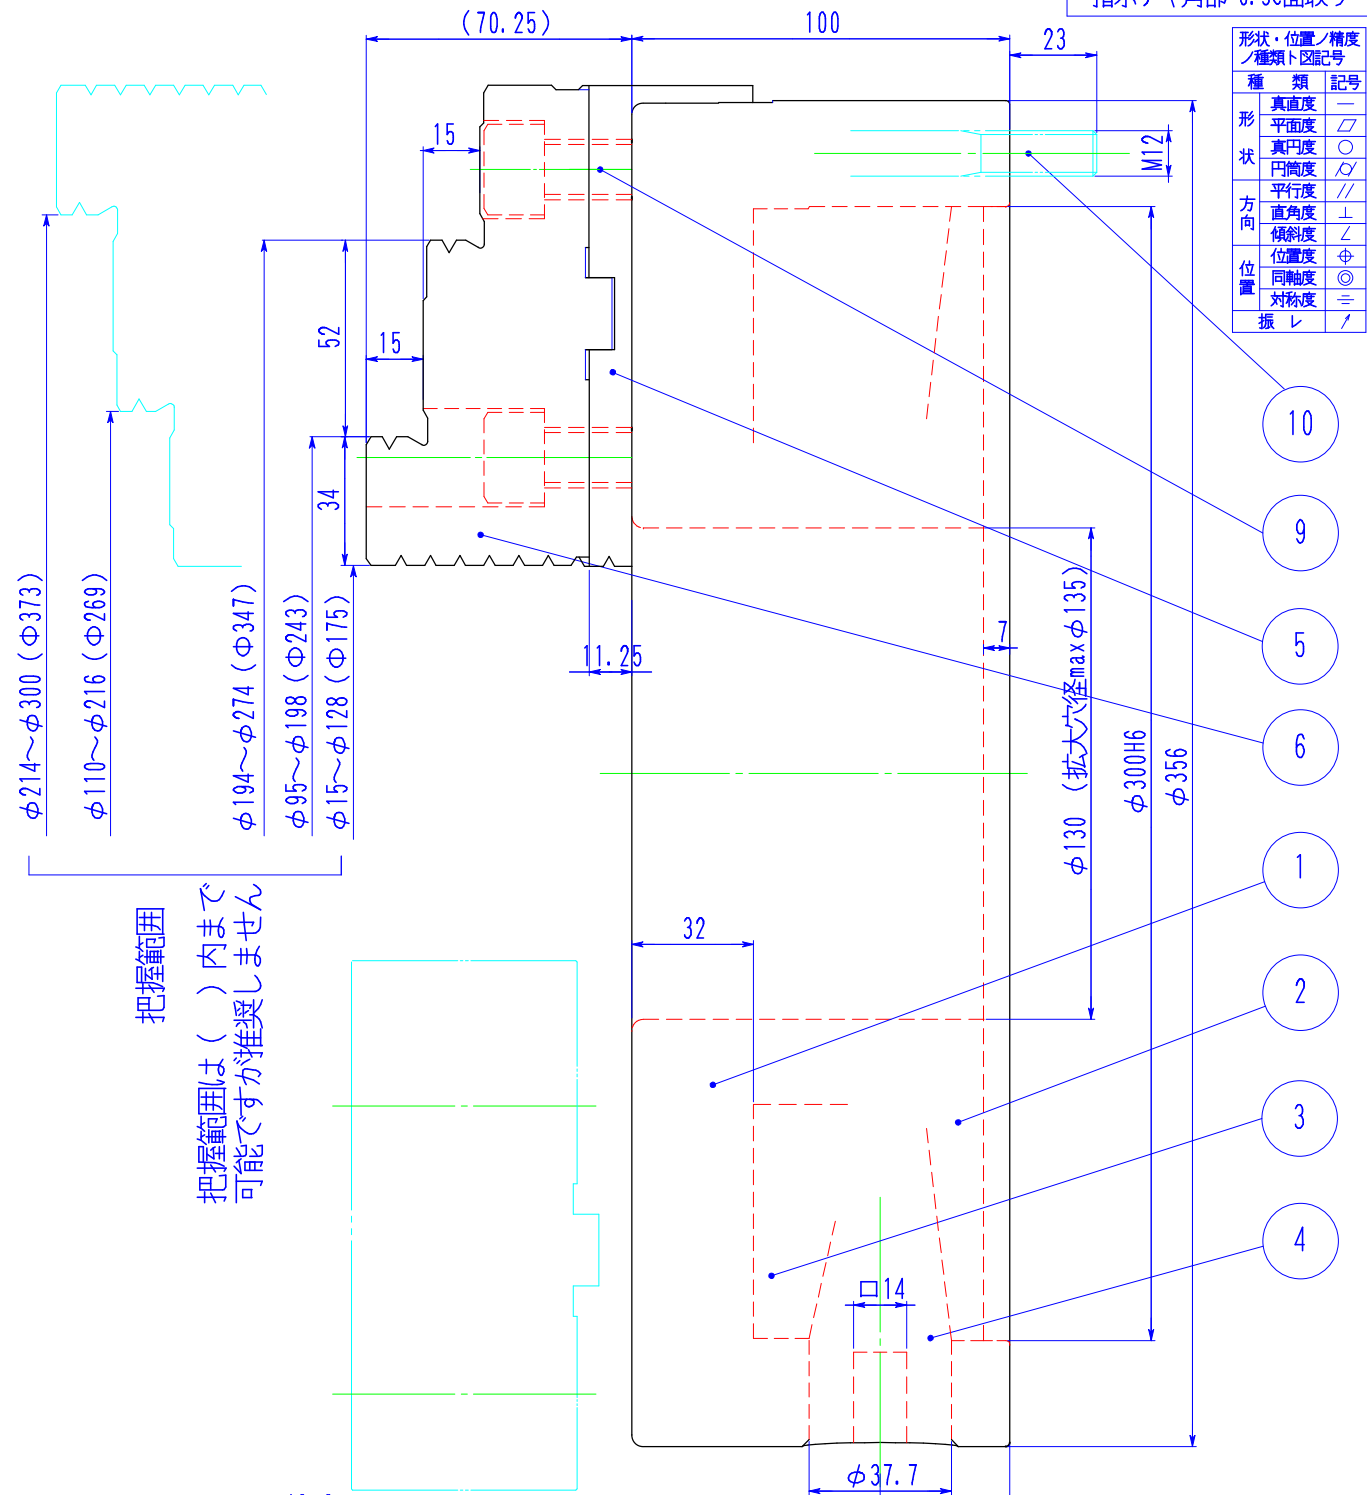 (70.25)
100
23
形状・位置ノ精度
ノ種類ト図記号
種 類 記号
形状
真直度 ―
平面度 ▱
真円度 ○
円筒度 ⌭
方向
平行度 //
直角度 ⊥
傾斜度 ∠
位置
位置度 ⌖
同軸度 ◎
対称度 ⌯
振レ ↗
15
M12
52
15
34
11.25
7
φ214～φ300 (Φ373)
φ110～φ216 (Φ269)
φ194～φ274 (Φ347)
φ95～φ198 (Φ243)
φ15～φ128 (Φ175)
φ130 (拡大穴径maxφ135)
φ300H6
φ356
把握範囲
把握範囲は( )内まで
可能ですが推奨しません
32
□14
φ37.7
10
9
5
6
1
2
3
4